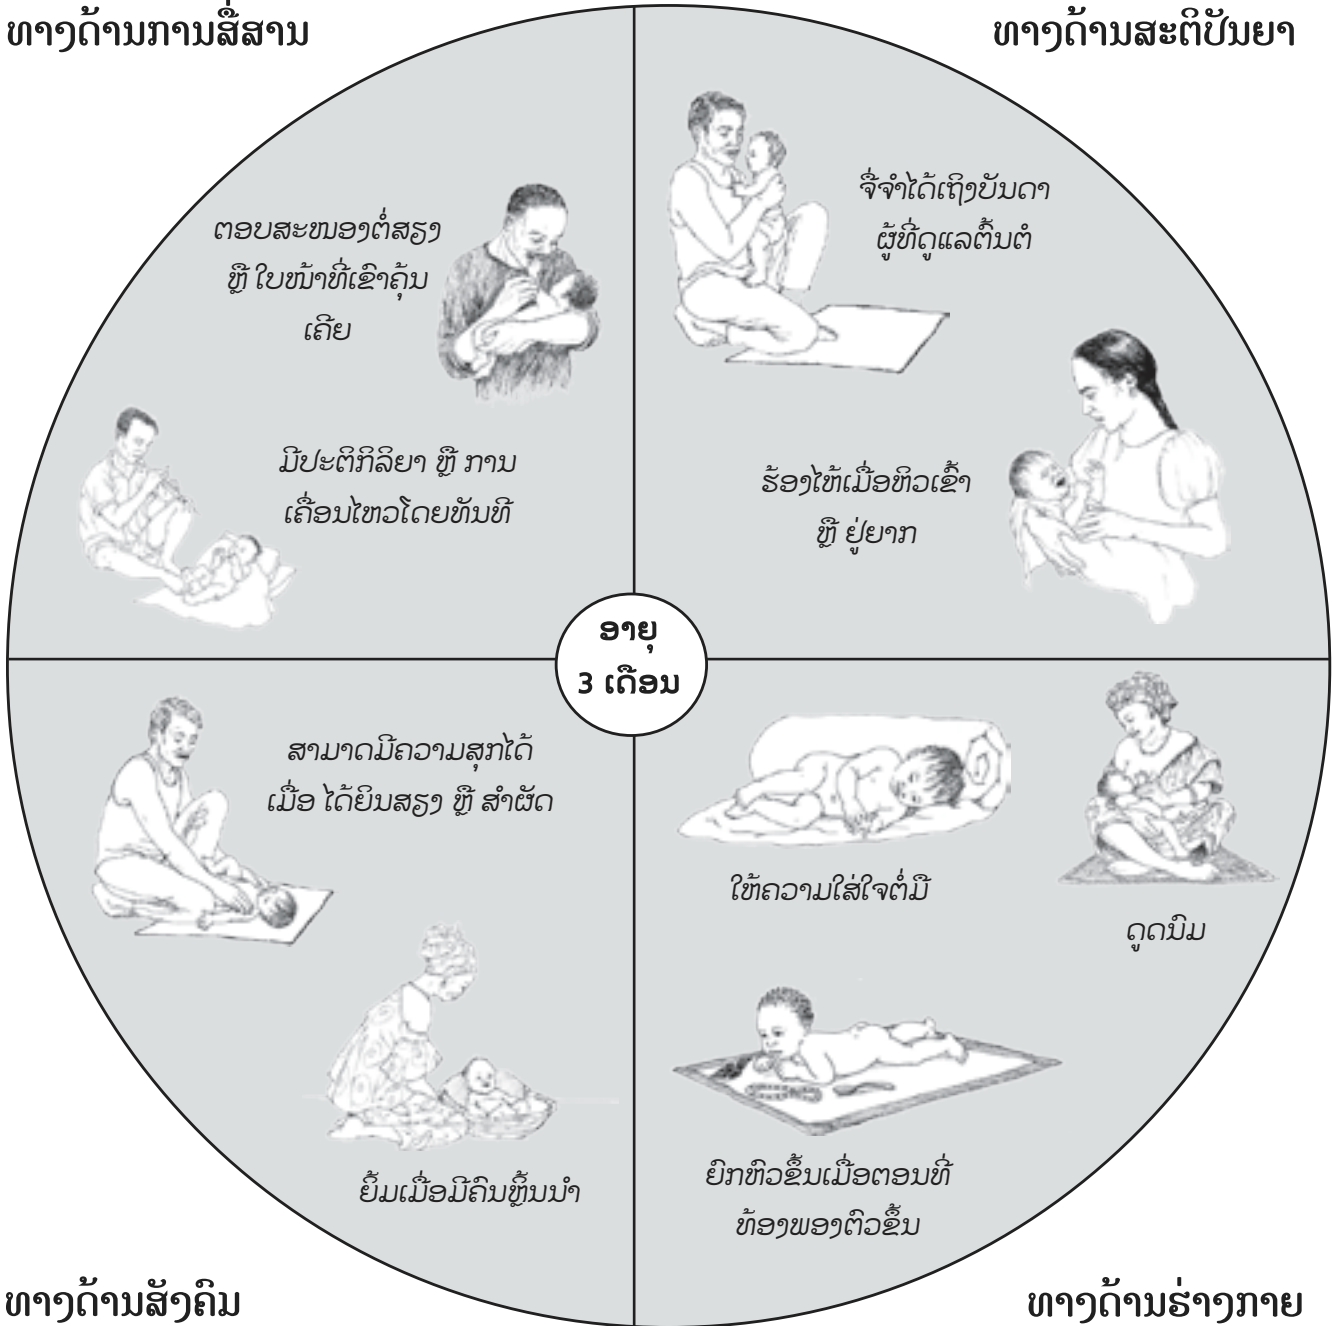 ທາງດ້ານການສື່ສານ
ທາງດ້ານສະຕິປັນຍາ
ຕອບສະໜອງຕໍ່ສຽງ
ຫຼື ໃບໜ້າທີ່ເຂົາຄຸ້ນ
ເຄີຍ
ມີປະຕິກິລິຍາ ຫຼື ການ
ເຄື່ອນໄຫວໂດຍທັນທີ
ຈື່ຈຳໄດ້ເຖິງບັນດາ
ຜູ້ທີ່ດູແລຕົ້ນຕໍ
ຮ້ອງໄຫ້ເມື່ອຫິວເຂົ້າ
ຫຼື ຢູ່ຍາກ
ອາຍຸ
3 ເດືອນ
ສາມາດມີຄວາມສຸກໄດ້
ເມື່ອ ໄດ້ຍິນສຽງ ຫຼື ສຳຜັດ
ຍິ້ມເມື່ອມີຄົນຫຼິ້ນນຳ
ໃຫ້ຄວາມໃສ່ໃຈຕໍ່ມື
ດູດນົມ
ຍົກຫົວຂຶ້ນເມື່ອຕອນທີ່
ທ້ອງພອງຕົວຂຶ້ນ
ທາງດ້ານສັງຄົມ
ທາງດ້ານຮ່າງກາຍ